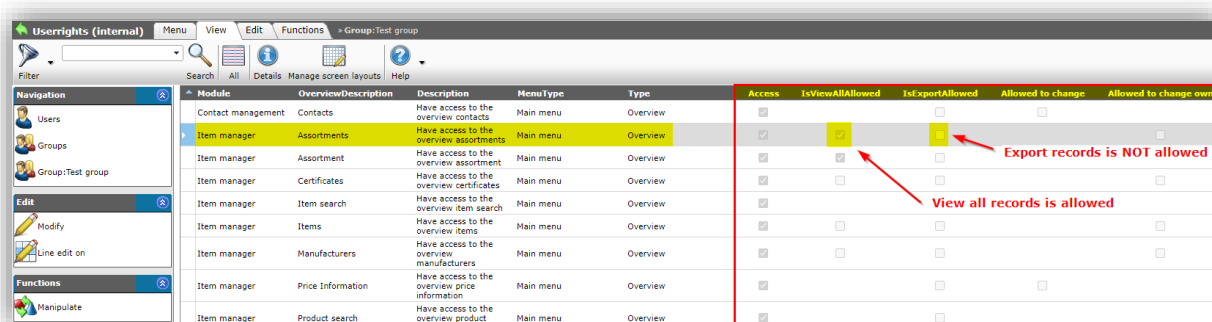 Userrights (internal) Menu View Edit Functions » Group:Test group
Filter Search All Details Manage screen layouts Help
Navigation
Users
Groups
Group:Test group
Edit
Modify
Line edit on
Functions
Manipulate
Module OverviewDescription Description MenuType Type Access IsViewAllAllowed IsExportAllowed Allowed to change Allowed to change own
Contact management Contacts Have access to the overview contacts Main menu Overview
Item manager Assortments Have access to the overview assortments Main menu Overview
Export records is NOT allowed
Item manager Assortment Have access to the overview assortment Main menu Overview
Item manager Certificates Have access to the overview certificates Main menu Overview
Item manager Item search Have access to the overview item search Main menu Overview
View all records is allowed
Item manager Items Have access to the overview items Main menu Overview
Item manager Manufacturers Have access to the overview manufacturers Main menu Overview
Item manager Price Information Have access to the overview price information Main menu Overview
Item manager Product search Have access to the overview product Main menu Overview